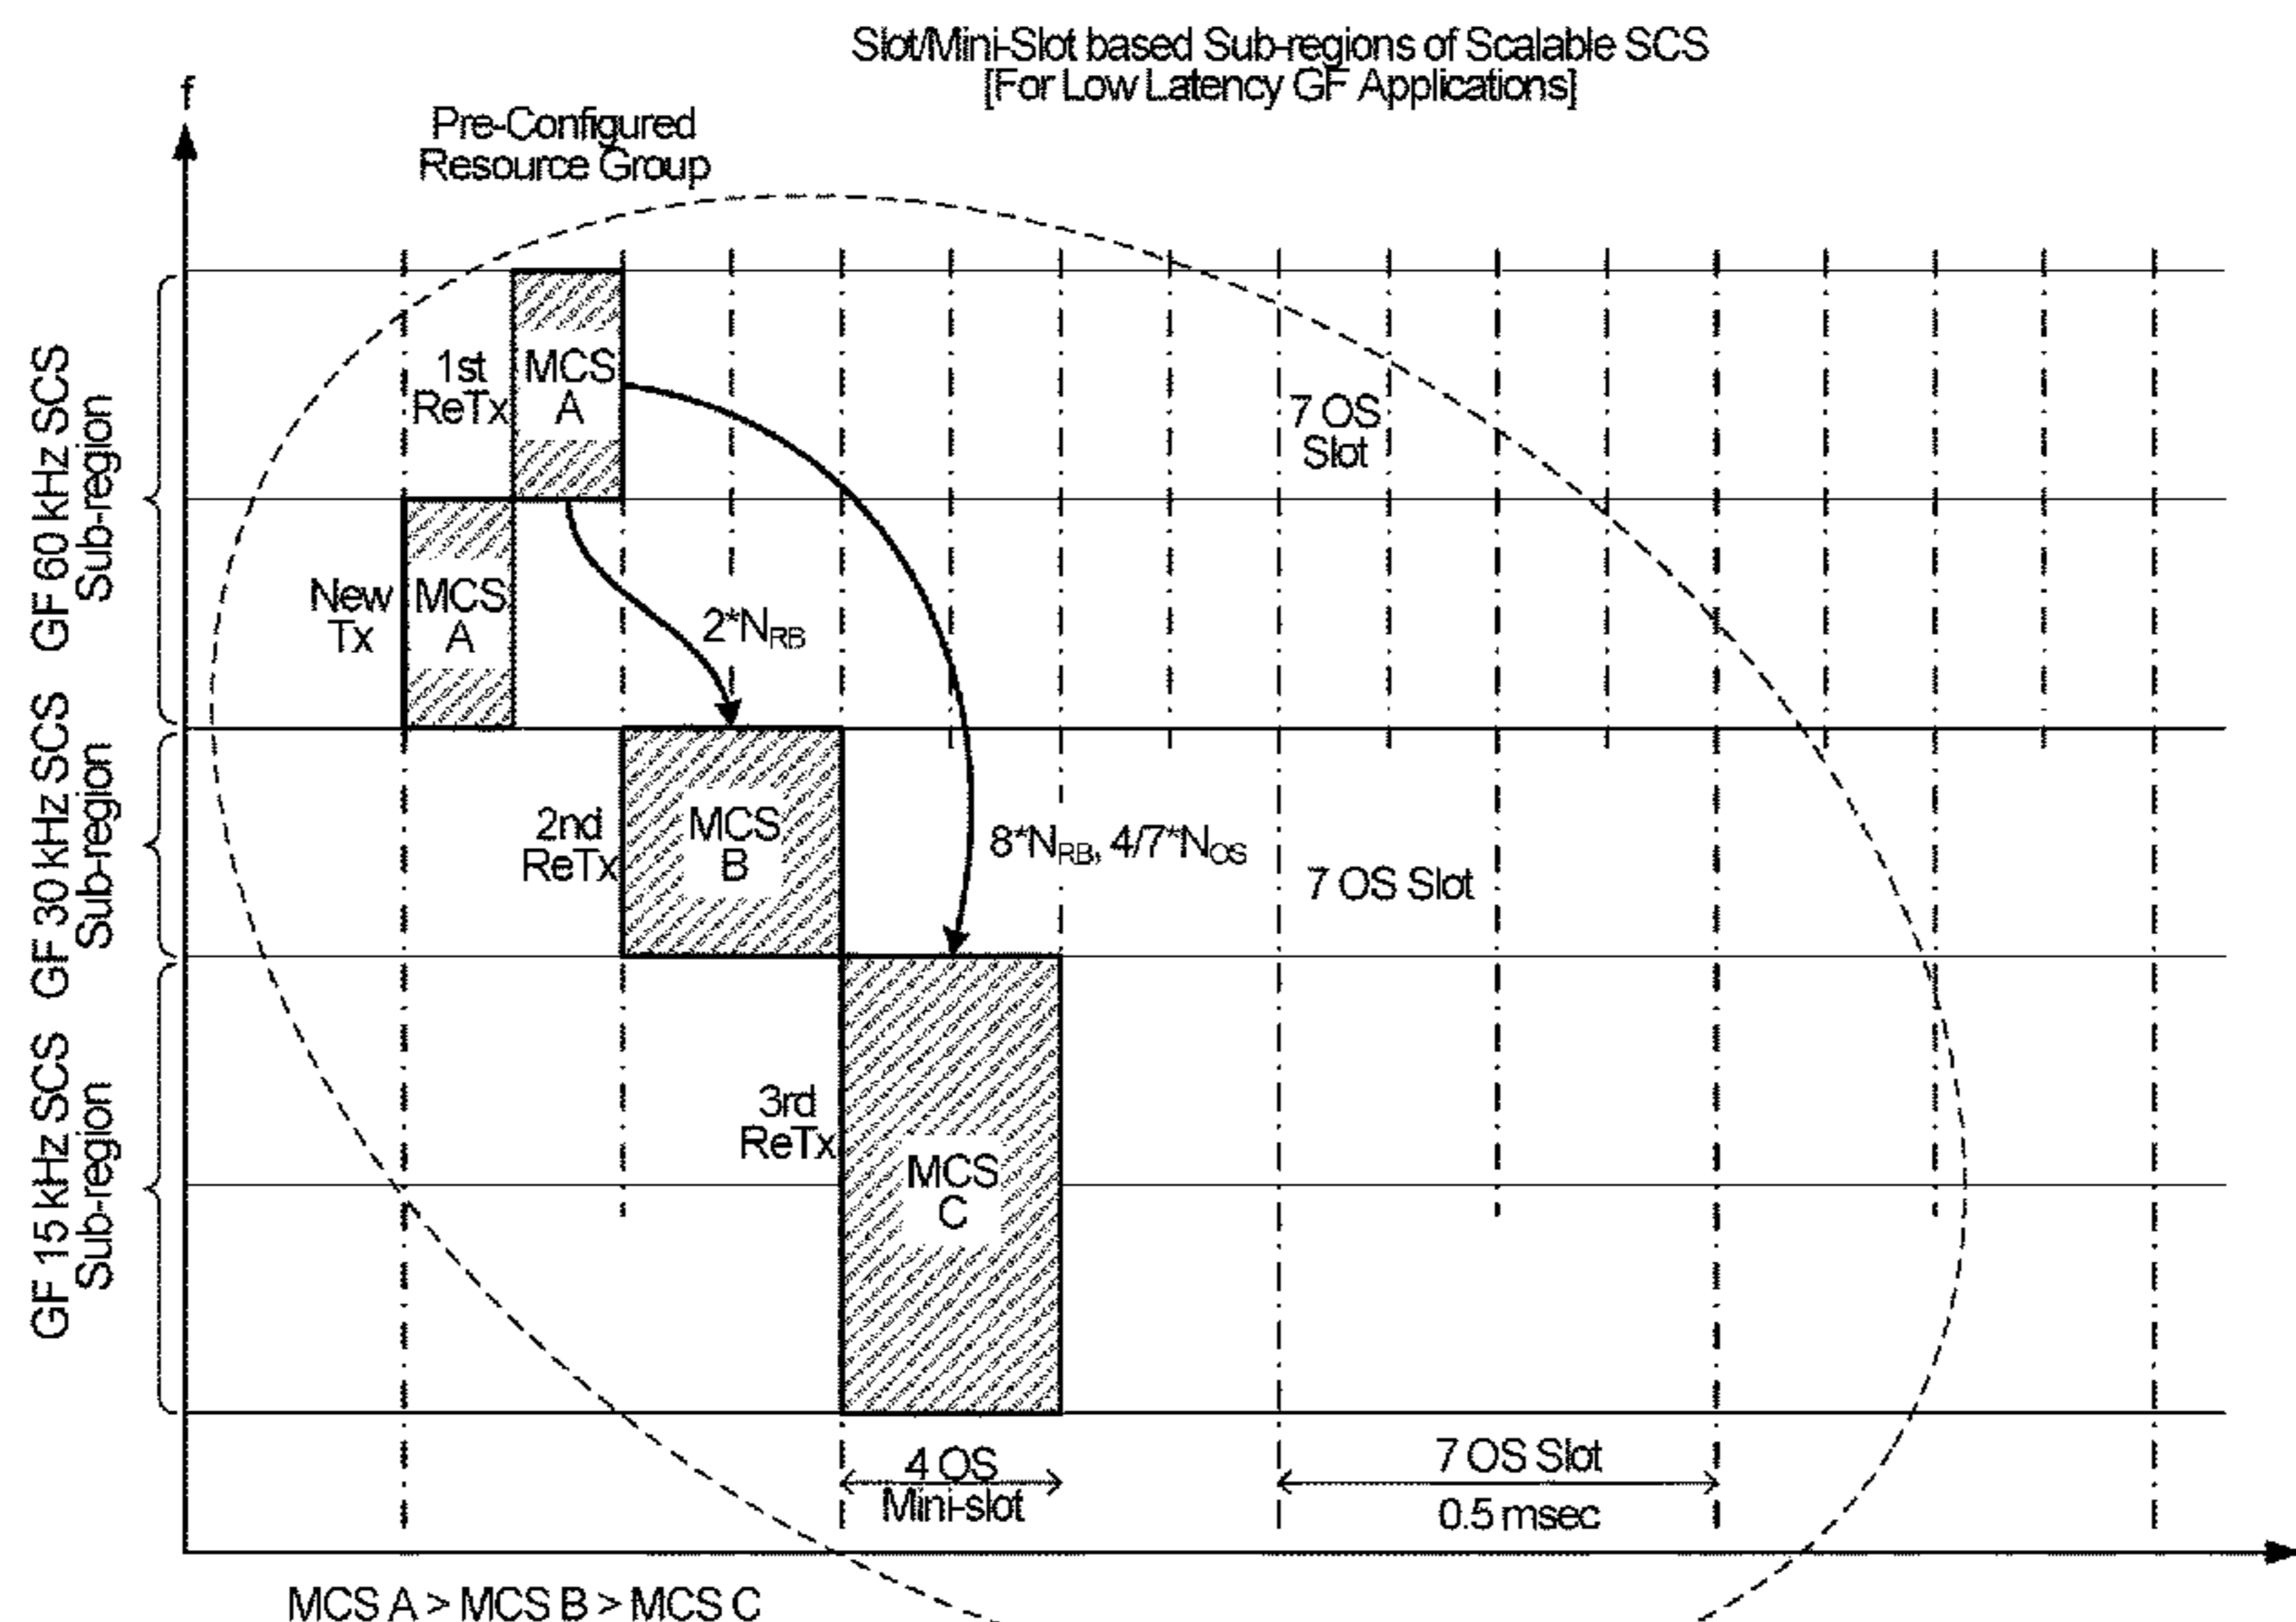 Slot/Mini-Slot based Sub-regions of Scalable SCS
[For Low Latency GF Applications]
f
Pre-Configured
Resource Group
GF 60 kHz SCS
Sub-region
1st
ReTx
MCS
A
7 OS
Slot
New
Tx
MCS
A
2*N_RB
GF 30 kHz SCS
Sub-region
2nd
ReTx
MCS
B
8*N_RB, 4/7*N_OS
7 OS Slot
GF 15 kHz SCS
Sub-region
3rd
ReTx
MCS
C
4 OS
Mini-slot
7 OS Slot
0.5 msec
MCS A > MCS B > MCS C